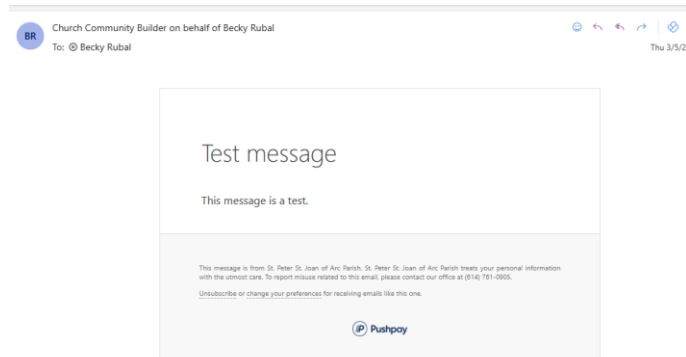 Church Community Builder on behalf of Becky Rubal
BR
To: Becky Rubal
Thu 3/5/2
Test message
This message is a test.
This message is from St. Peter St. Joan of Arc Parish. St. Peter St. Joan of Arc Parish treats your personal information
with the utmost care. To report misuse related to this email, please contact our office at (614) 761-0905.
Unsubscribe or change your preferences for receiving emails like this one.
Pushpay